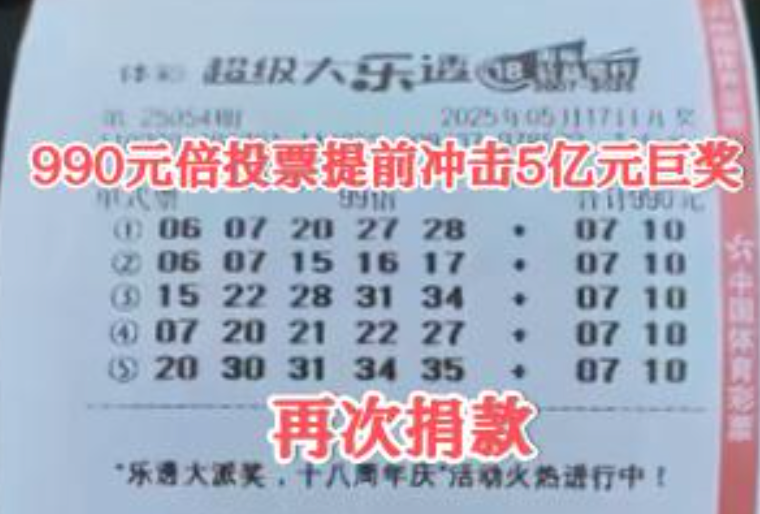 体彩 超级大乐透
第 25054期 2025年05月17日开奖
990元倍投票提前冲击5亿元巨奖
单式票 99倍 合计990元
① 06 07 20 27 28 + 07 10
② 06 07 15 16 17 + 07 10
③ 15 22 28 31 34 + 07 10
④ 07 20 21 22 27 + 07 10
⑤ 20 30 31 34 35 + 07 10
再次捐款
"乐透大派奖，十八周年庆"活动火热进行中！
中国体育彩票